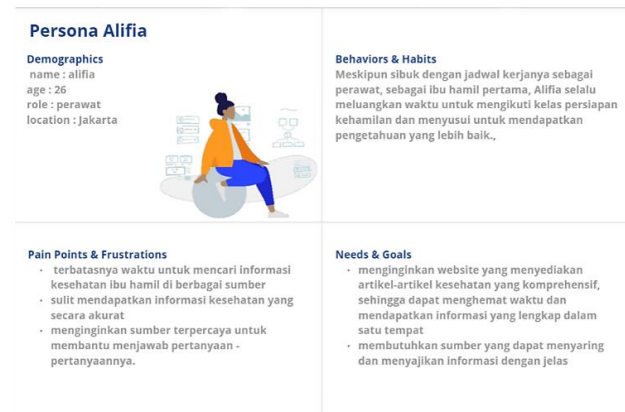 Persona Alifia
Demographics
name : alifia
age : 26
role : perawat
location : Jakarta
Behaviors & Habits
Meskipun sibuk dengan jadwal kerjanya sebagai
perawat, sebagai ibu hamil pertama, Alifia selalu
meluangkan waktu untuk mengikuti kelas persiapan
kehamilan dan menyusui untuk mendapatkan
pengetahuan yang lebih baik.,
Pain Points & Frustrations
· terbatasnya waktu untuk mencari informasi
kesehatan ibu hamil di berbagai sumber
· sulit mendapatkan informasi kesehatan yang
secara akurat
· menginginkan sumber terpercaya untuk
membantu menjawab pertanyaan -
pertanyaannya.
Needs & Goals
· menginginkan website yang menyediakan
artikel-artikel kesehatan yang komprehensif,
sehingga dapat menghemat waktu dan
mendapatkan informasi yang lengkap dalam
satu tempat
· membutuhkan sumber yang dapat menyaring
dan menyajikan informasi dengan jelas